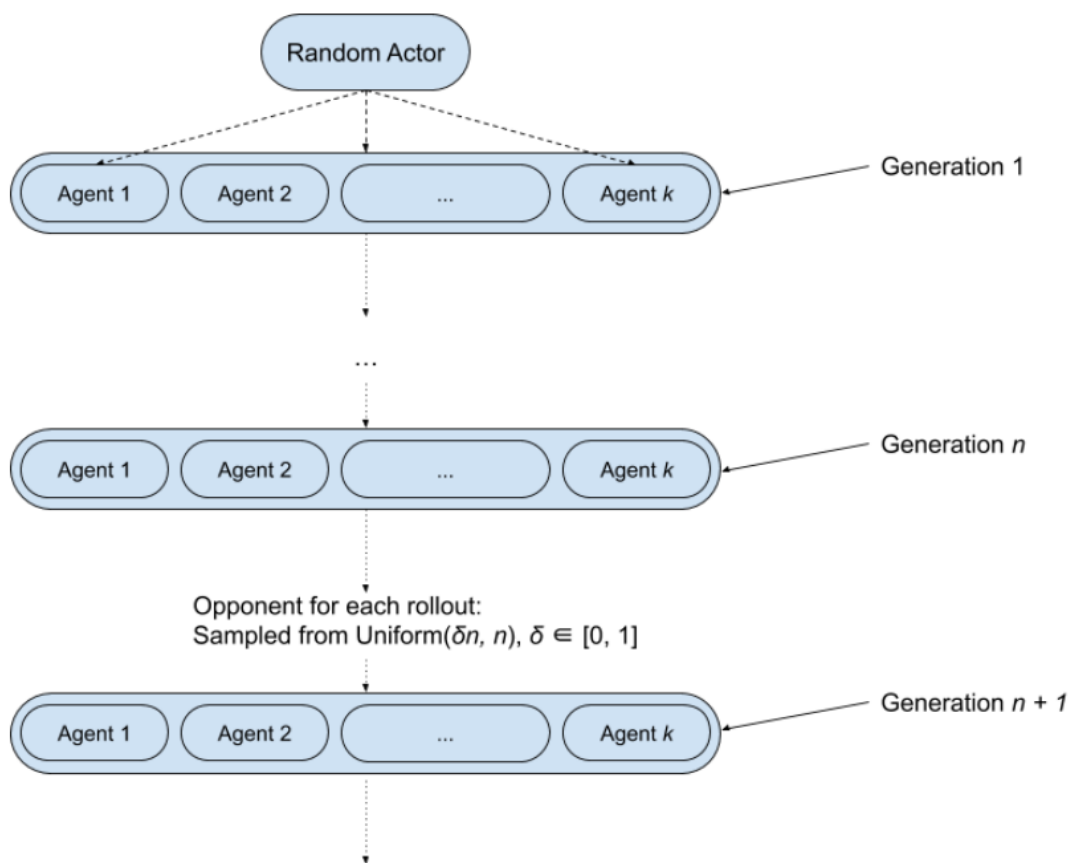 Random Actor
Agent 1 Agent 2 ... Agent k
Generation 1
...
Agent 1 Agent 2 ... Agent k
Generation n
Opponent for each rollout:
Sampled from Uniform(δn, n), δ ∈ [0, 1]
Agent 1 Agent 2 ... Agent k
Generation n + 1